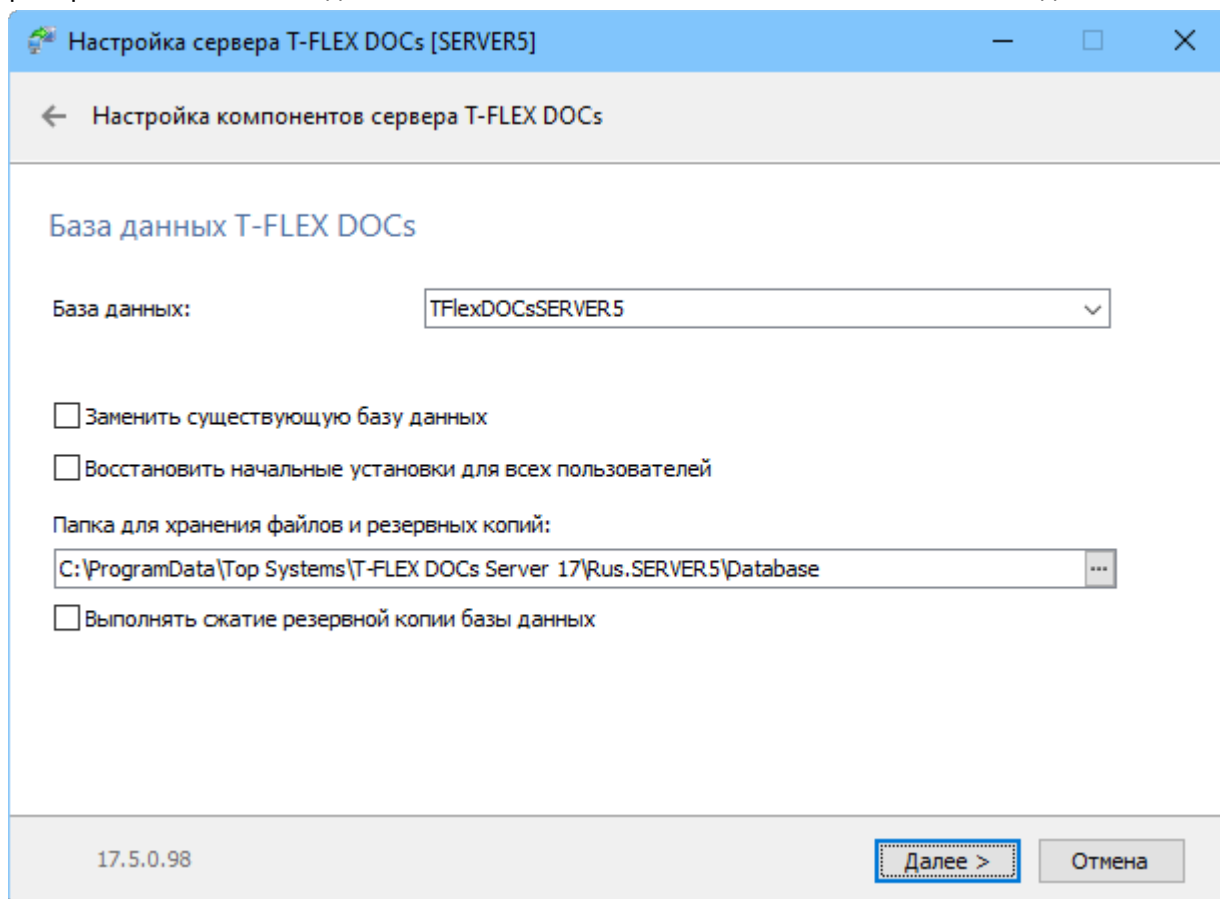 Настройка сервера T-FLEX DOCs [SERVER5]
Настройка компонентов сервера T-FLEX DOCs
База данных T-FLEX DOCs
База данных: TFlexDOCsSERVER5
Заменить существующую базу данных
Восстановить начальные установки для всех пользователей
Папка для хранения файлов и резервных копий:
C:\ProgramData\Top Systems\T-FLEX DOCs Server 17\Rus.SERVER5\Database ...
Выполнять сжатие резервной копии базы данных
17.5.0.98 Далее > Отмена